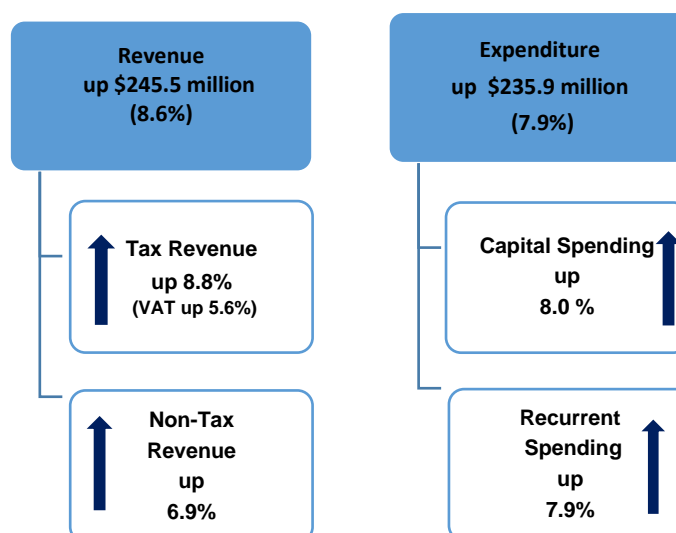 Revenue
up $245.5 million
(8.6%)
Tax Revenue
up 8.8%
(VAT up 5.6%)
Non-Tax
Revenue
up
6.9%
Expenditure
up $235.9 million
(7.9%)
Capital Spending
up
8.0 %
Recurrent
Spending
up
7.9%